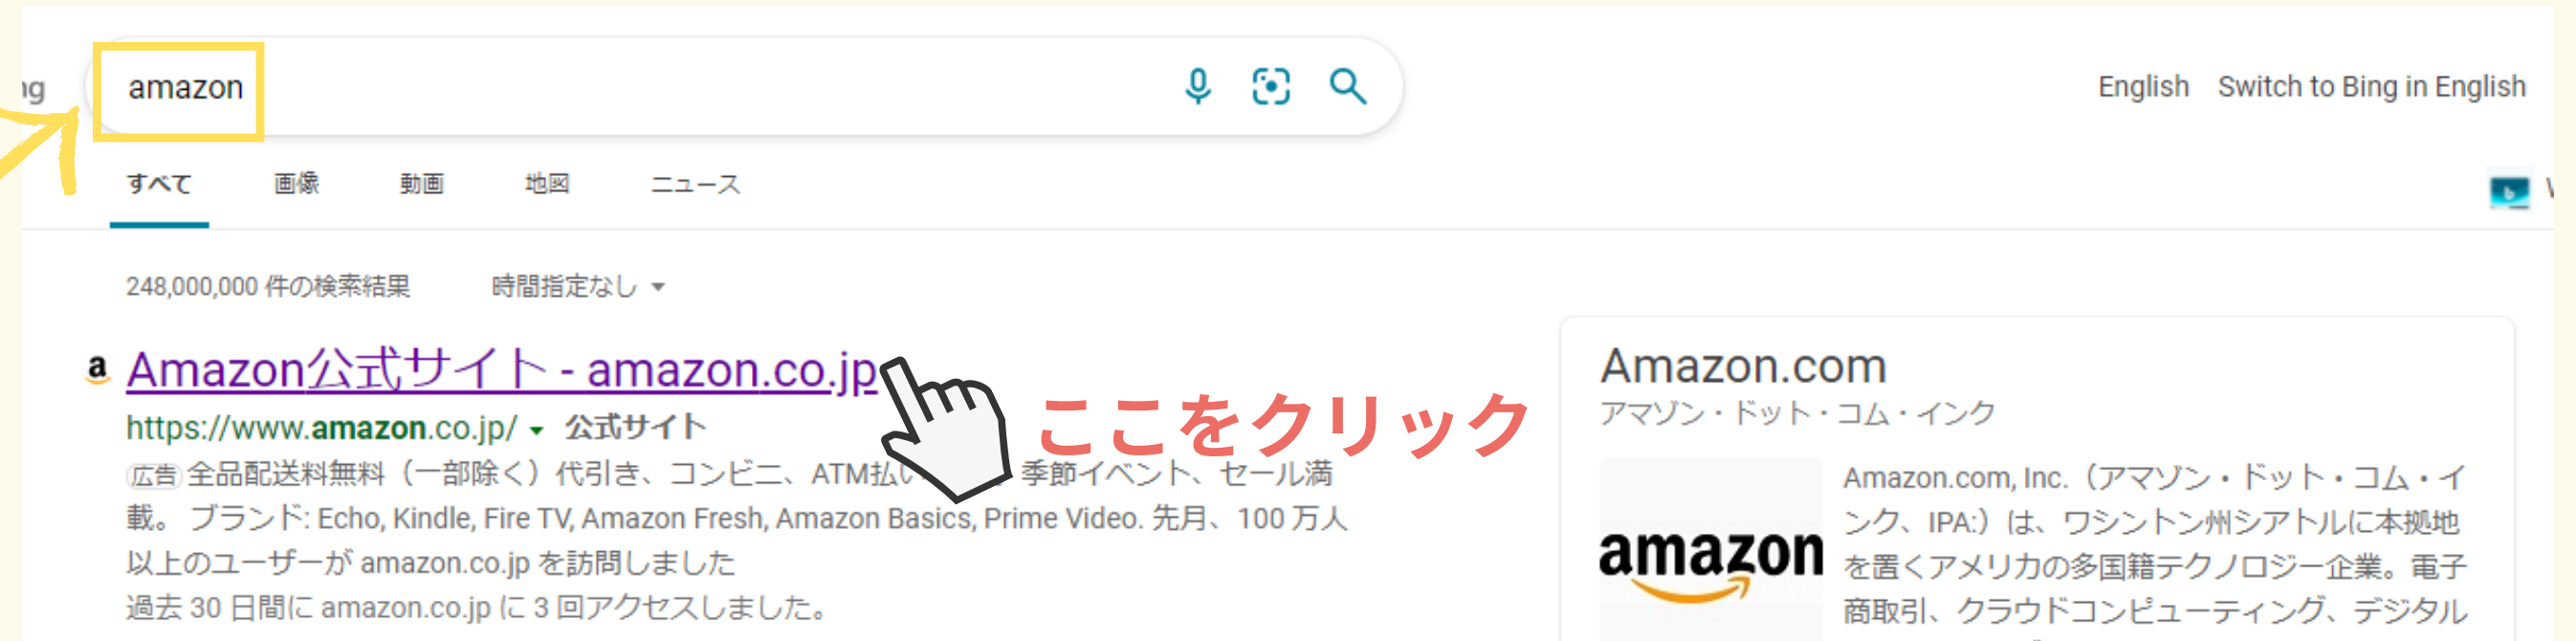 amazon
English Switch to Bing in English
すべて 画像 動画 地図 ニュース
248,000,000 件の検索結果 時間指定なし
Amazon公式サイト - amazon.co.jp
https://www.amazon.co.jp/ 公式サイト
ここをクリック
広告 全品配送料無料（一部除く）代引き、コンビニ、ATM払い 季節イベント、セール満
載。 ブランド: Echo, Kindle, Fire TV, Amazon Fresh, Amazon Basics, Prime Video. 先月、100 万人
以上のユーザーが amazon.co.jp を訪問しました
過去 30 日間に amazon.co.jp に 3 回アクセスしました。
Amazon.com
アマゾン・ドット・コム・インク
amazon
Amazon.com, Inc.（アマゾン・ドット・コム・イ
ンク、IPA:）は、ワシントン州シアトルに本拠地
を置くアメリカの多国籍テクノロジー企業。電子
商取引、クラウドコンピューティング、デジタル